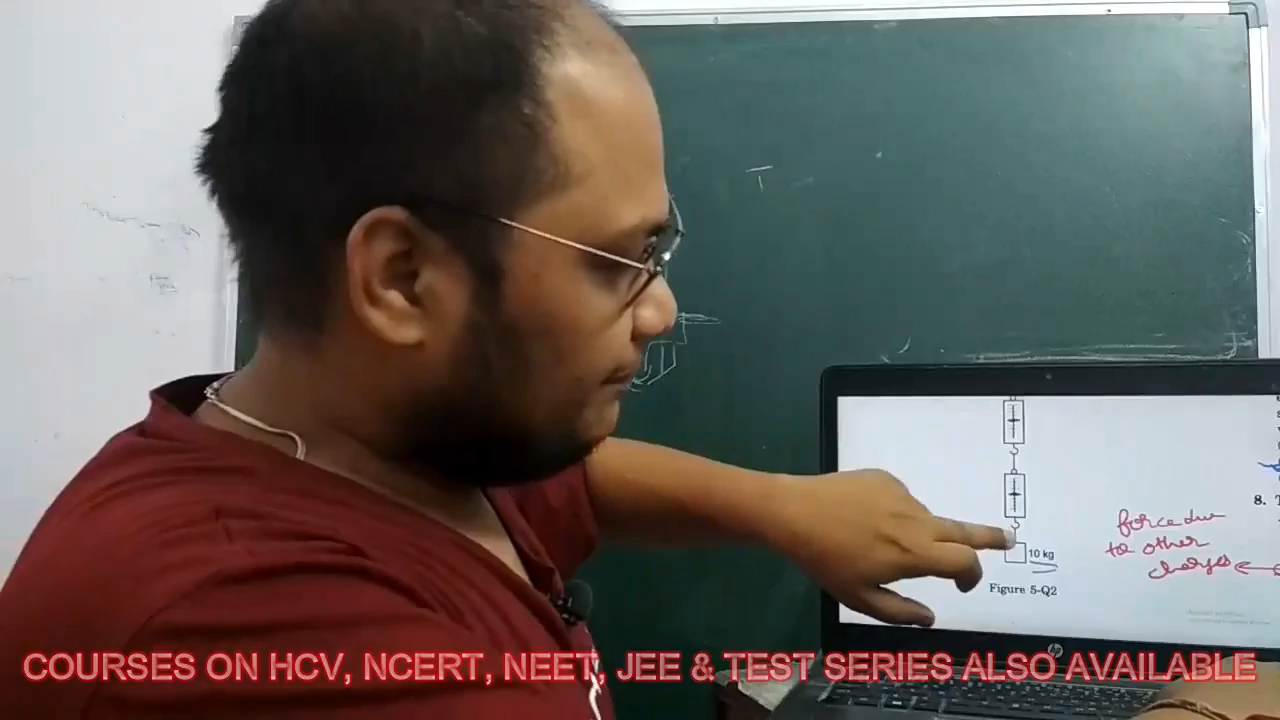 T
8.
force due
to other
charges
10 kg
Figure 5-Q2
COURSES ON HCV, NCERT, NEET, JEE & TEST SERIES ALSO AVAILABLE